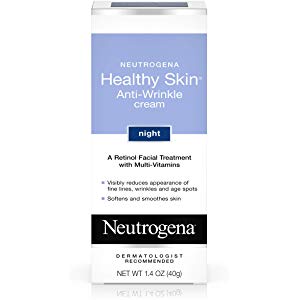 NEUTROGENA
Healthy Skin®
Anti-Wrinkle
cream
night
A Retinol Facial Treatment
with Multi-Vitamins
• Visibly reduces appearance of
fine lines, wrinkles and age spots
• Softens and smoothes skin
Neutrogena®
DERMATOLOGIST
RECOMMENDED
NET WT 1.4 OZ (40g)